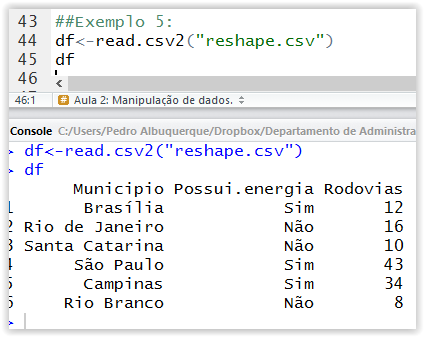 43 ##Exemplo 5:
44 df<-read.csv2("reshape.csv")
45 df
46
46:1 # Aula 2: Manipulação de dados.
Console C:/Users/Pedro Albuquerque/Dropbox/Departamento de Administra
> df<-read.csv2("reshape.csv")
> df
Municipio Possui.energia Rodovias
1 Brasília Sim 12
2 Rio de Janeiro Não 16
3 Santa Catarina Não 10
4 São Paulo Sim 43
5 Campinas Sim 34
6 Rio Branco Não 8
>